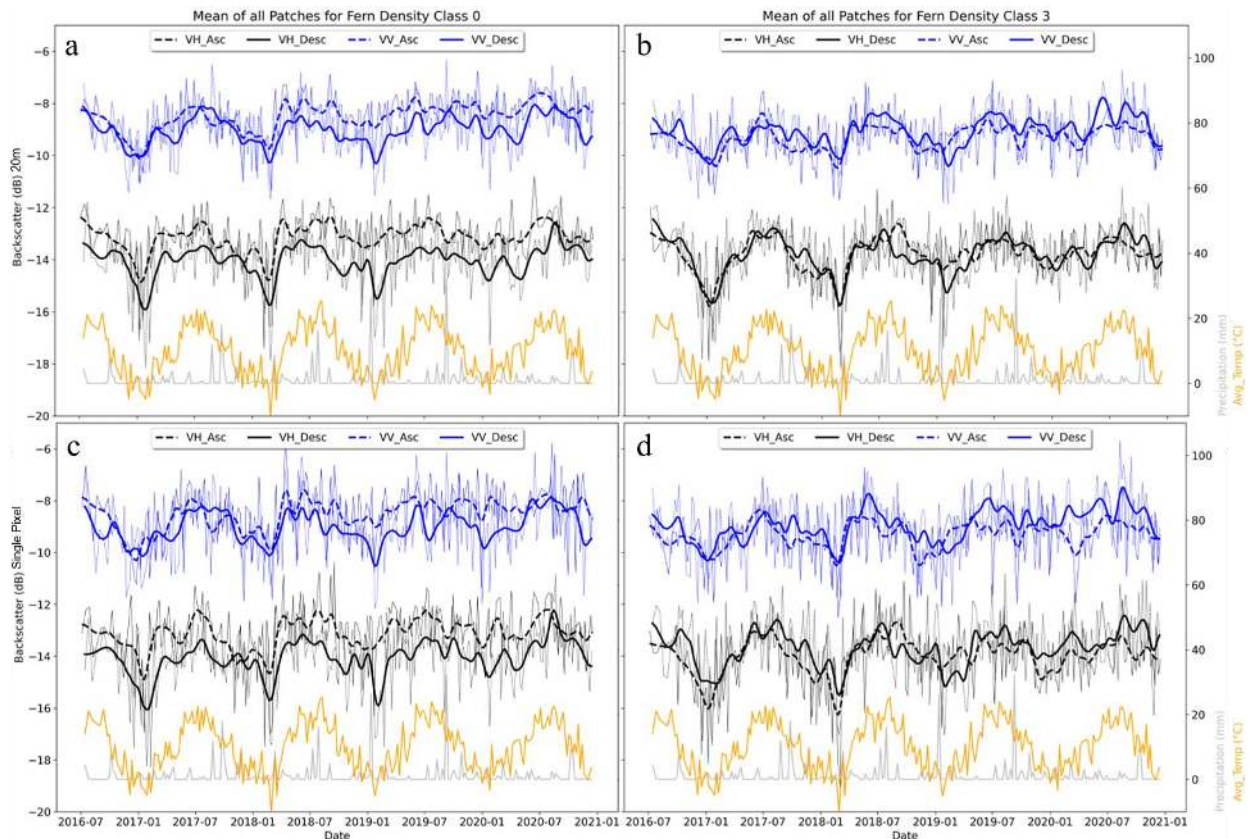 Mean of all Patches for Fern Density Class 0
Mean of all Patches for Fern Density Class 3
a
VH_Asc VH_Desc VV_Asc VV_Desc
b
VH_Asc VH_Desc VV_Asc VV_Desc
−6
−8
−10
−12
−14
−16
−18
−20
Backscatter (dB) 20m
100
80
60
40
20
0
Precipitation (mm)
Avg_Temp (°C)
c
VH_Asc VH_Desc VV_Asc VV_Desc
d
VH_Asc VH_Desc VV_Asc VV_Desc
−6
−8
−10
−12
−14
−16
−18
−20
Backscatter (dB) Single Pixel
100
80
60
40
20
0
Precipitation (mm)
Avg_Temp (°C)
2016-07 2017-01 2017-07 2018-01 2018-07 2019-01 2019-07 2020-01 2020-07 2021-01
Date
2016-07 2017-01 2017-07 2018-01 2018-07 2019-01 2019-07 2020-01 2020-07 2021-01
Date